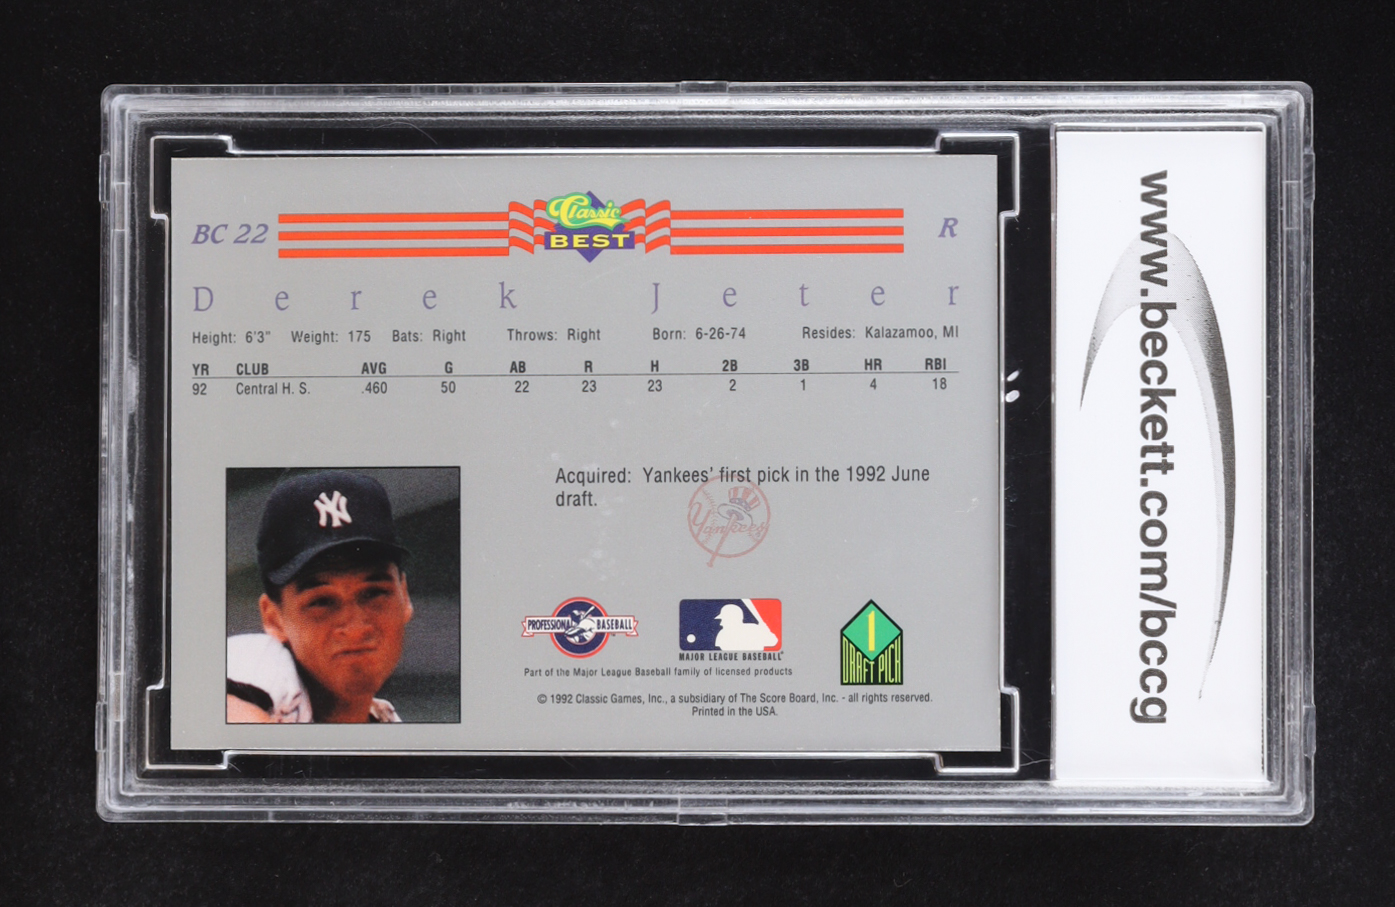 BC 22
Classic
BEST
R
Derek Jeter
Height: 6'3" Weight: 175 Bats: Right Throws: Right Born: 6-26-74 Resides: Kalazamoo, MI
YR CLUB AVG G AB R H 2B 3B HR RBI
92 Central H. S. .460 50 22 23 23 2 1 4 18
Acquired: Yankees' first pick in the 1992 June
draft.
Yankees
NY
PROFESSIONAL BASEBALL
MAJOR LEAGUE BASEBALL
1
DRAFT PICK
Part of the Major League Baseball family of licensed products
© 1992 Classic Games, Inc., a subsidiary of The Score Board, Inc. - all rights reserved.
Printed in the USA.
www.beckett.com/bccg